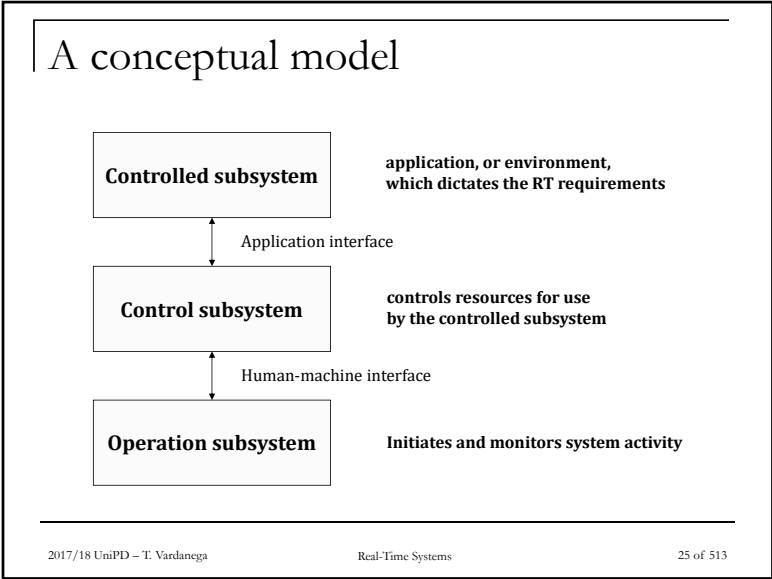 A conceptual model
Controlled subsystem
application, or environment,
which dictates the RT requirements
Application interface
Control subsystem
controls resources for use
by the controlled subsystem
Human-machine interface
Operation subsystem
Initiates and monitors system activity
2017/18 UniPD – T. Vardanega
Real-Time Systems
25 of 513